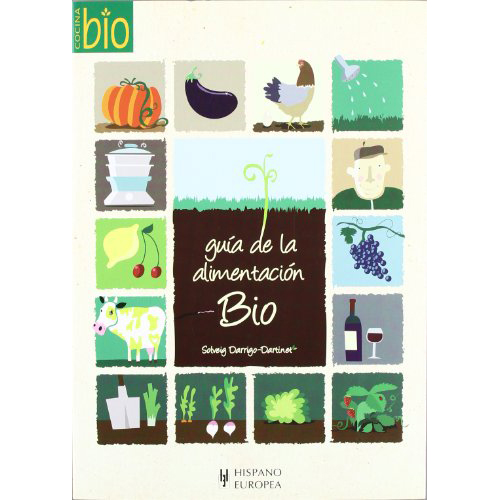 COCINA
bio
guía de la
alimentación
Bio
Solveig Darrigo-Dartinet
HISPANO
EUROPEA